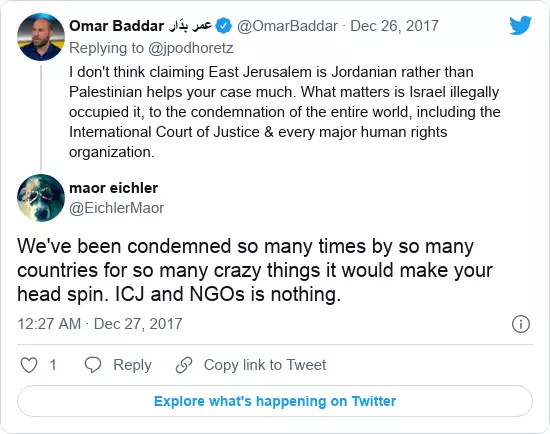 Omar Baddar عمر بدّار @OmarBaddar · Dec 26, 2017
Replying to @jpodhoretz
I don't think claiming East Jerusalem is Jordanian rather than
Palestinian helps your case much. What matters is Israel illegally
occupied it, to the condemnation of the entire world, including the
International Court of Justice & every major human rights
organization.
maor eichler
@EichlerMaor
We've been condemned so many times by so many
countries for so many crazy things it would make your
head spin. ICJ and NGOs is nothing.
12:27 AM · Dec 27, 2017
1 Reply Copy link to Tweet
Explore what's happening on Twitter